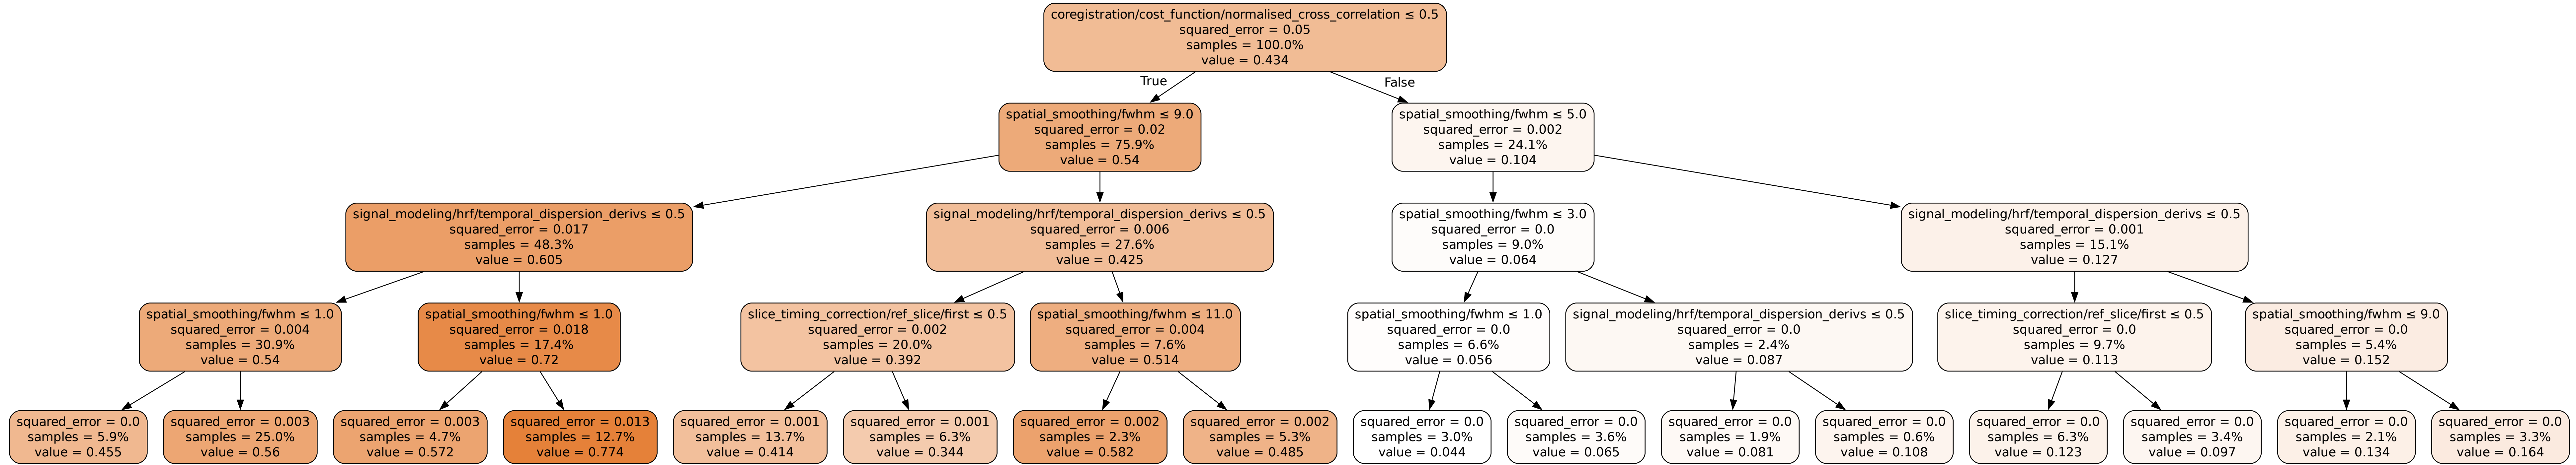 coregistration/cost_function/normalised_cross_correlation ≤ 0.5
squared_error = 0.05
samples = 100.0%
value = 0.434
True
False
spatial_smoothing/fwhm ≤ 9.0
squared_error = 0.02
samples = 75.9%
value = 0.54
spatial_smoothing/fwhm ≤ 5.0
squared_error = 0.002
samples = 24.1%
value = 0.104
signal_modeling/hrf/temporal_dispersion_derivs ≤ 0.5
squared_error = 0.017
samples = 48.3%
value = 0.605
signal_modeling/hrf/temporal_dispersion_derivs ≤ 0.5
squared_error = 0.006
samples = 27.6%
value = 0.425
spatial_smoothing/fwhm ≤ 3.0
squared_error = 0.0
samples = 9.0%
value = 0.064
signal_modeling/hrf/temporal_dispersion_derivs ≤ 0.5
squared_error = 0.001
samples = 15.1%
value = 0.127
spatial_smoothing/fwhm ≤ 1.0
squared_error = 0.004
samples = 30.9%
value = 0.54
spatial_smoothing/fwhm ≤ 1.0
squared_error = 0.018
samples = 17.4%
value = 0.72
slice_timing_correction/ref_slice/first ≤ 0.5
squared_error = 0.002
samples = 20.0%
value = 0.392
spatial_smoothing/fwhm ≤ 11.0
squared_error = 0.004
samples = 7.6%
value = 0.514
spatial_smoothing/fwhm ≤ 1.0
squared_error = 0.0
samples = 6.6%
value = 0.056
signal_modeling/hrf/temporal_dispersion_derivs ≤ 0.5
squared_error = 0.0
samples = 2.4%
value = 0.087
slice_timing_correction/ref_slice/first ≤ 0.5
squared_error = 0.0
samples = 9.7%
value = 0.113
spatial_smoothing/fwhm ≤ 9.0
squared_error = 0.0
samples = 5.4%
value = 0.152
squared_error = 0.0
samples = 5.9%
value = 0.455
squared_error = 0.003
samples = 25.0%
value = 0.56
squared_error = 0.003
samples = 4.7%
value = 0.572
squared_error = 0.013
samples = 12.7%
value = 0.774
squared_error = 0.001
samples = 13.7%
value = 0.414
squared_error = 0.001
samples = 6.3%
value = 0.344
squared_error = 0.002
samples = 2.3%
value = 0.582
squared_error = 0.002
samples = 5.3%
value = 0.485
squared_error = 0.0
samples = 3.0%
value = 0.044
squared_error = 0.0
samples = 3.6%
value = 0.065
squared_error = 0.0
samples = 1.9%
value = 0.081
squared_error = 0.0
samples = 0.6%
value = 0.108
squared_error = 0.0
samples = 6.3%
value = 0.123
squared_error = 0.0
samples = 3.4%
value = 0.097
squared_error = 0.0
samples = 2.1%
value = 0.134
squared_error = 0.0
samples = 3.3%
value = 0.164